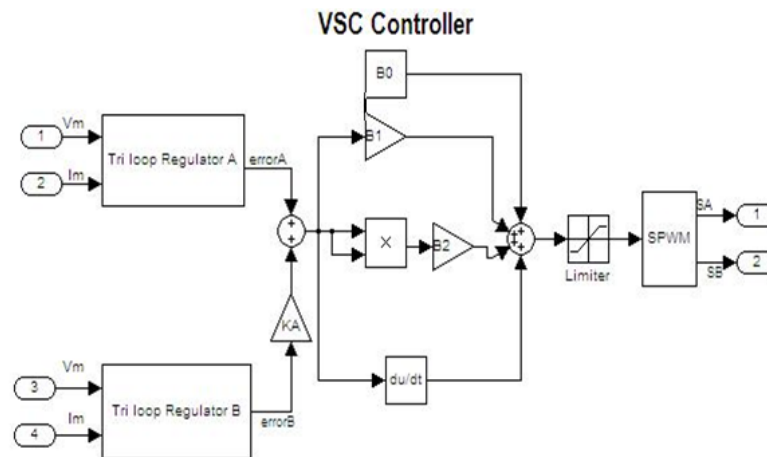 VSC Controller
B0
Vm
1
Tri loop Regulator A
errorA
B1
Im
2
SA
1
X
B2
SPWM
Limiter
SB
2
KA
Vm
3
Tri loop Regulator B
du/dt
Im
errorB
4